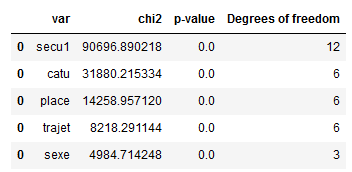 var chi2 p-value Degrees of freedom
0 secu1 90696.890218 0.0 12
0 catu 31880.215334 0.0 6
0 place 14258.957120 0.0 6
0 trajet 8218.291144 0.0 6
0 sexe 4984.714248 0.0 3